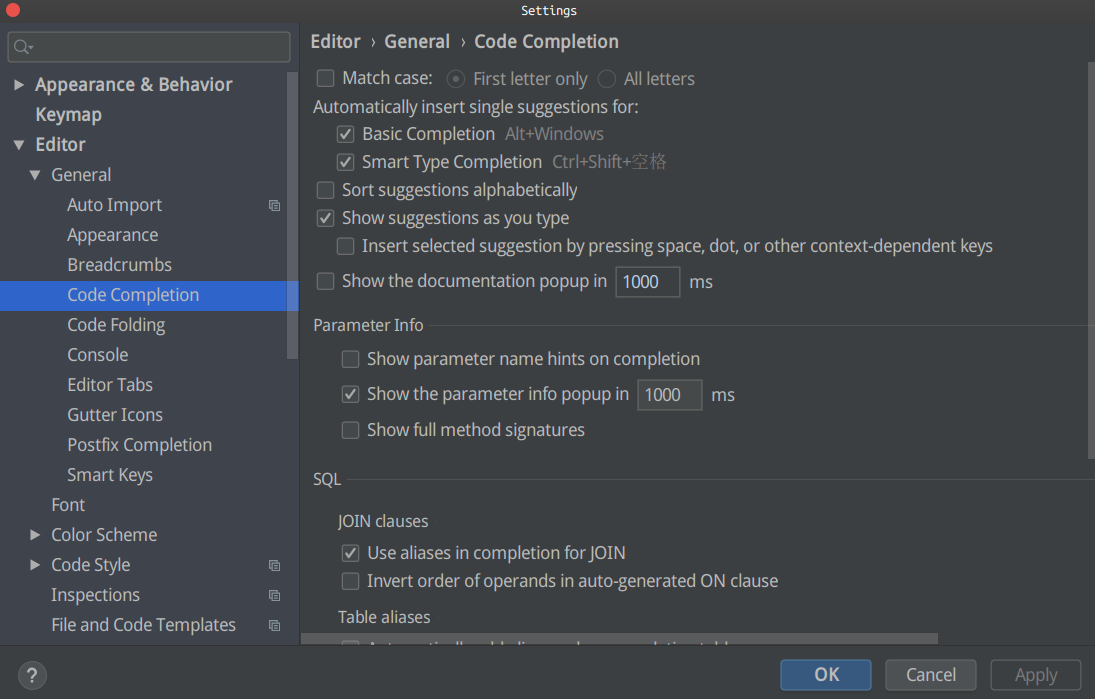 Settings
Appearance & Behavior
Keymap
Editor
General
Auto Import
Appearance
Breadcrumbs
Code Completion
Code Folding
Console
Editor Tabs
Gutter Icons
Postfix Completion
Smart Keys
Font
Color Scheme
Code Style
Inspections
File and Code Templates
Editor › General › Code Completion
Match case: First letter only All letters
Automatically insert single suggestions for:
Basic Completion Alt+Windows
Smart Type Completion Ctrl+Shift+空格
Sort suggestions alphabetically
Show suggestions as you type
Insert selected suggestion by pressing space, dot, or other context-dependent keys
Show the documentation popup in 1000 ms
Parameter Info
Show parameter name hints on completion
Show the parameter info popup in 1000 ms
Show full method signatures
SQL
JOIN clauses
Use aliases in completion for JOIN
Invert order of operands in auto-generated ON clause
Table aliases
? OK Cancel Apply